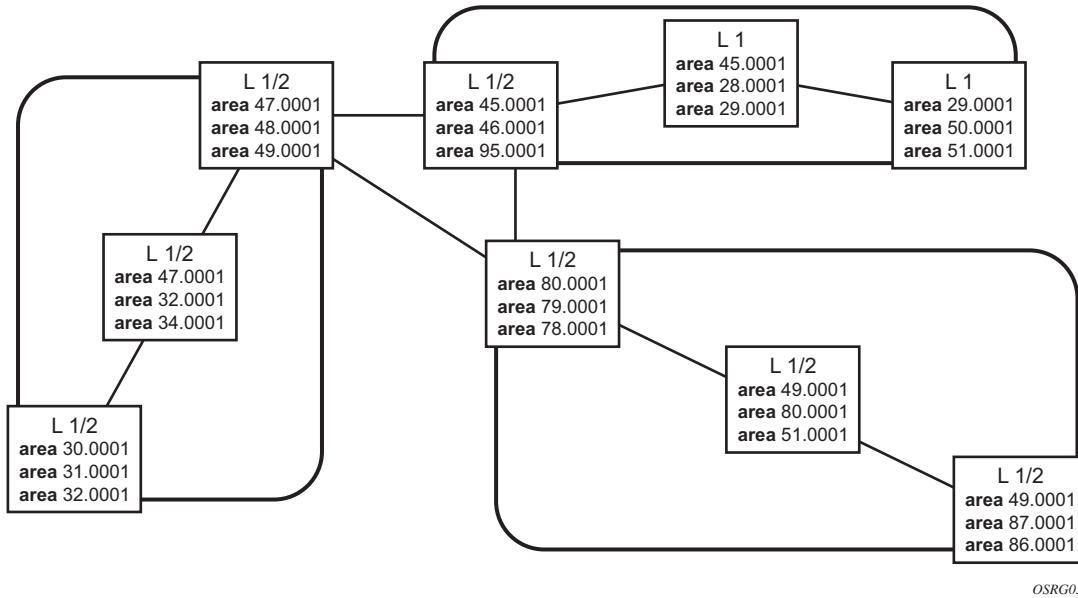 L 1
area 45.0001
area 28.0001
area 29.0001
L 1/2
area 47.0001
area 48.0001
area 49.0001
L 1/2
area 45.0001
area 46.0001
area 95.0001
L 1
area 29.0001
area 50.0001
area 51.0001
L 1/2
area 47.0001
area 32.0001
area 34.0001
L 1/2
area 80.0001
area 79.0001
area 78.0001
L 1/2
area 49.0001
area 80.0001
area 51.0001
L 1/2
area 30.0001
area 31.0001
area 32.0001
L 1/2
area 49.0001
area 87.0001
area 86.0001